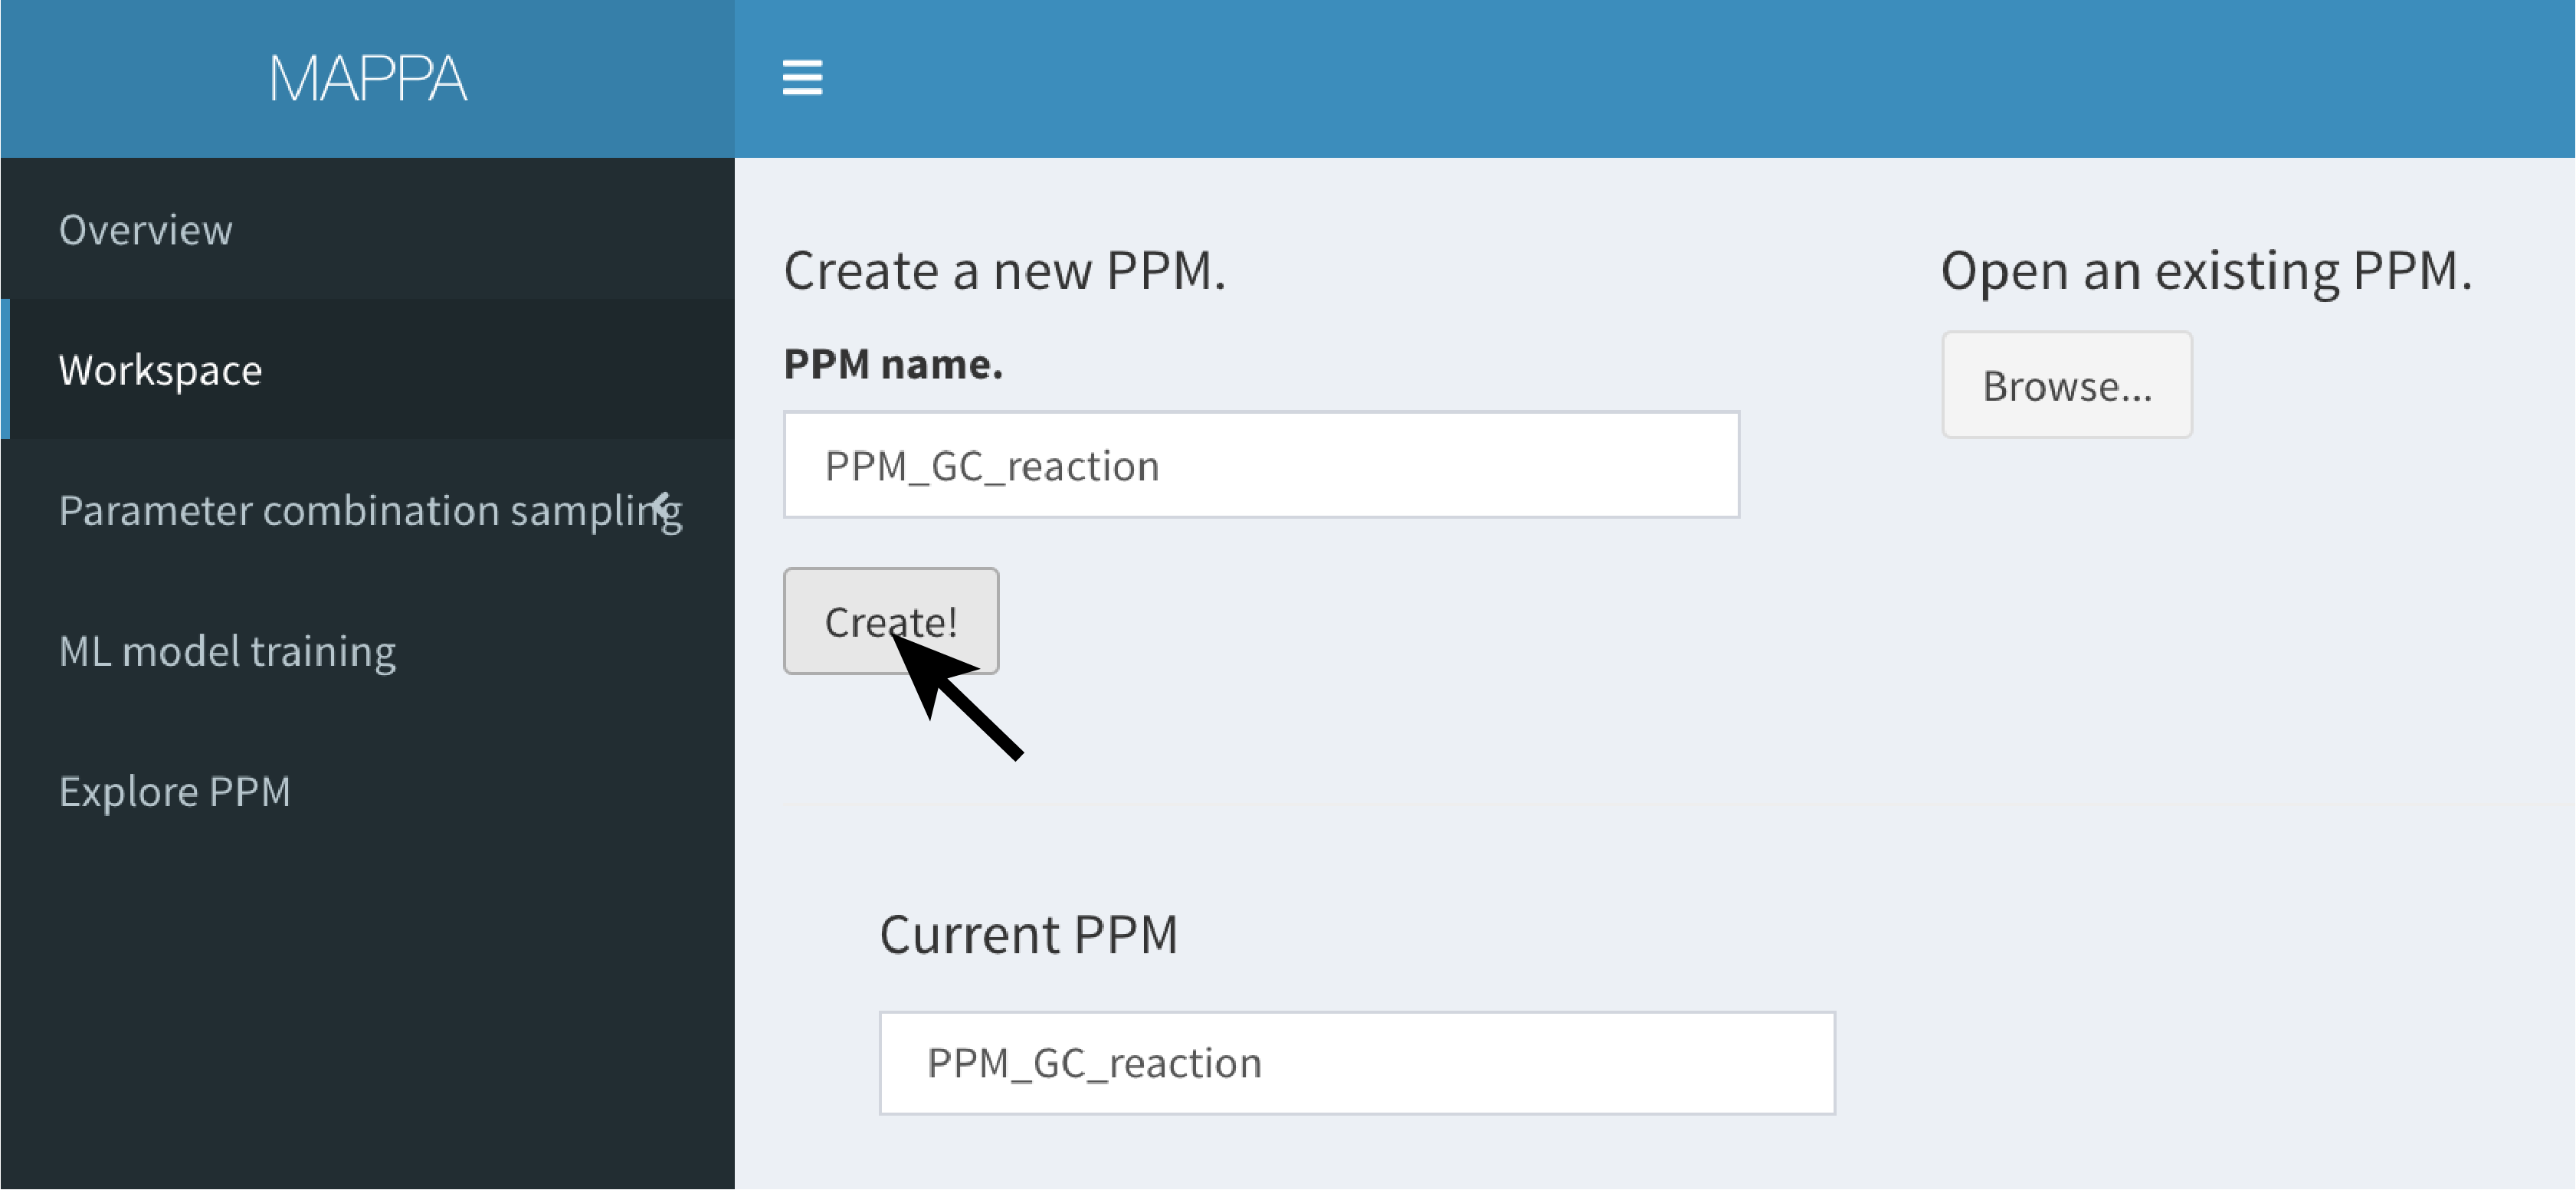 MAPPA
Overview
Workspace
Parameter combination sampling
ML model training
Explore PPM
Create a new PPM.
PPM name.
PPM_GC_reaction
Create!
Open an existing PPM.
Browse...
Current PPM
PPM_GC_reaction